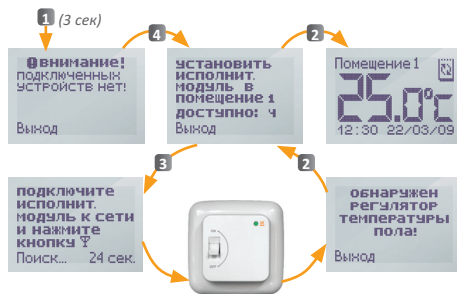 1 (3 сек)
4
2
Внимание!
подключенных
устройств нет!
Выход
установить
исполнит.
модуль в
помещение 1
доступно: 4
Выход
Помещение 1
25.0°c
12:30 22/03/09
3
2
подключите
исполнит.
модуль к сети
и нажмите
кнопку
Поиск... 24 сек.
обнаружен
регулятор
температуры
пола!
Выход